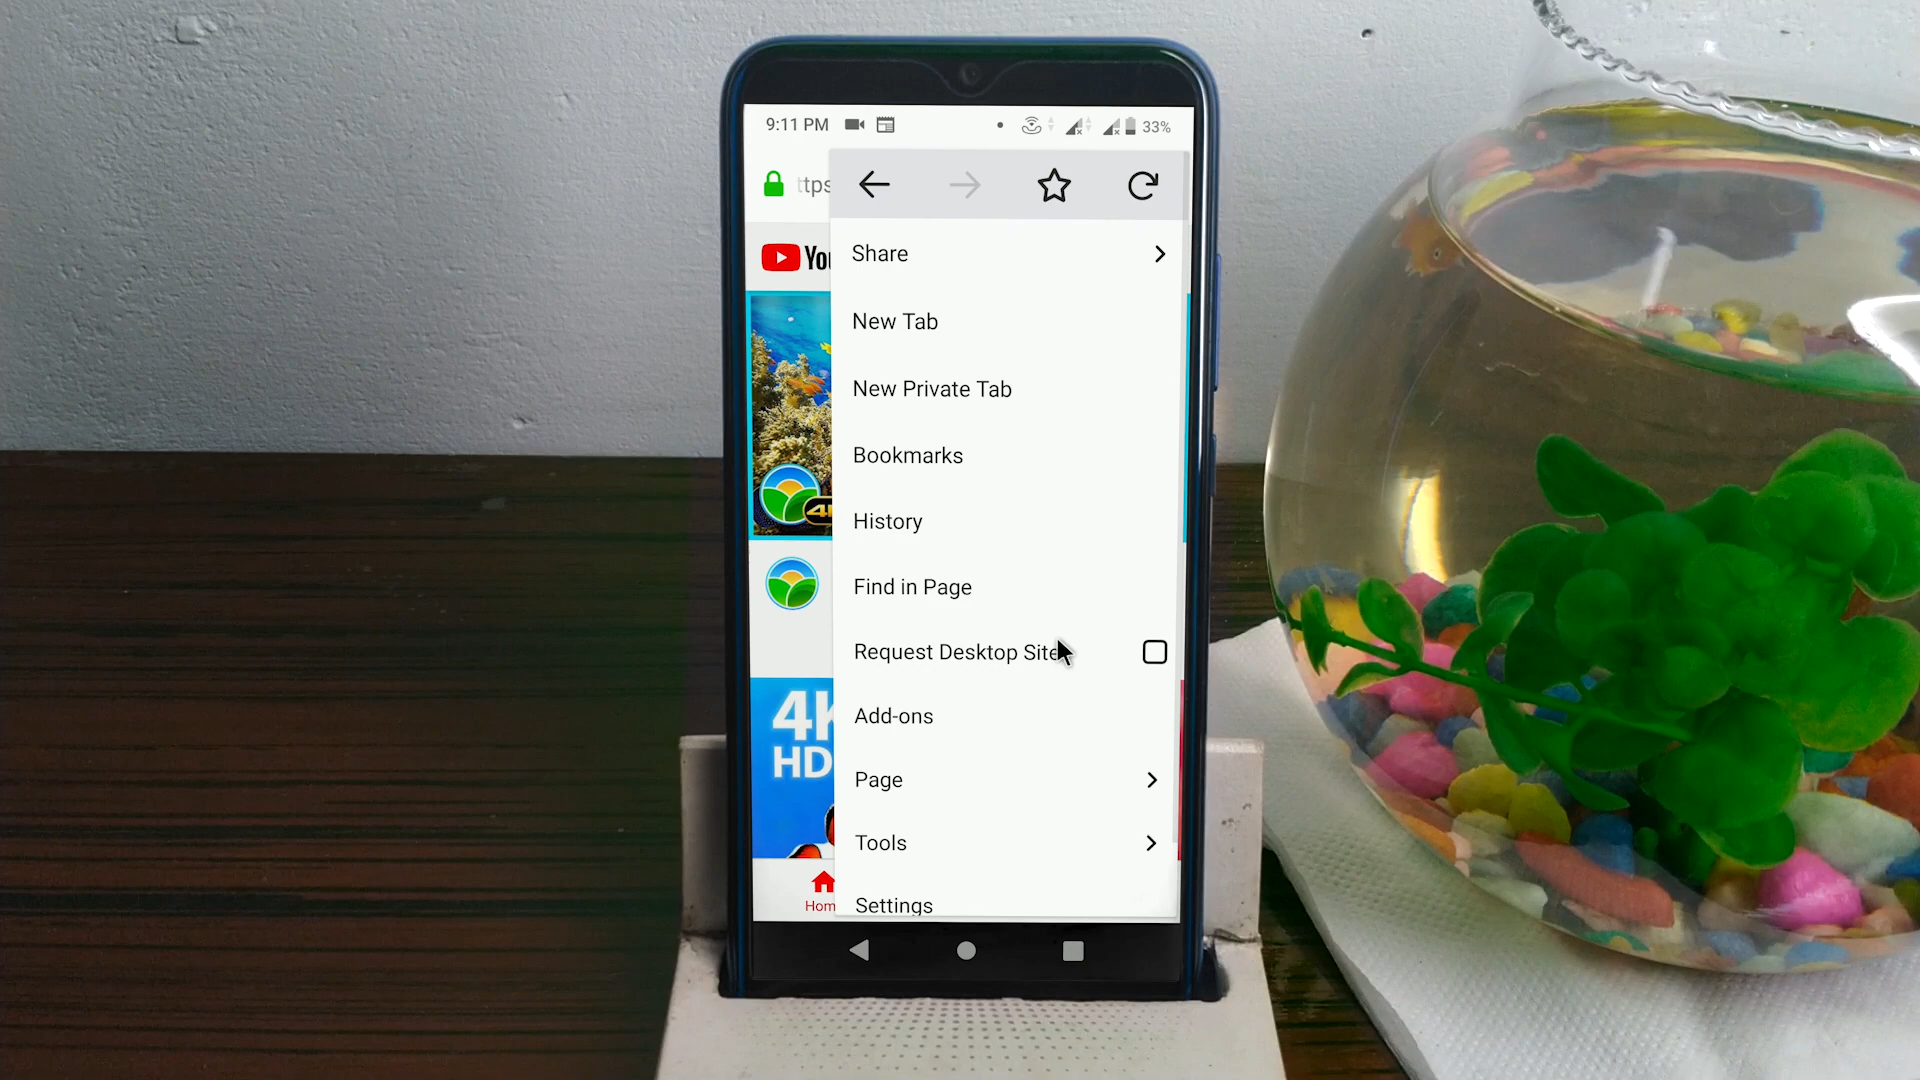 9:11 PM
33%
ttps
You
Share
New Tab
New Private Tab
Bookmarks
History
Find in Page
Request Desktop Site
Add-ons
Page
Tools
Settings
4K
HD
Hom